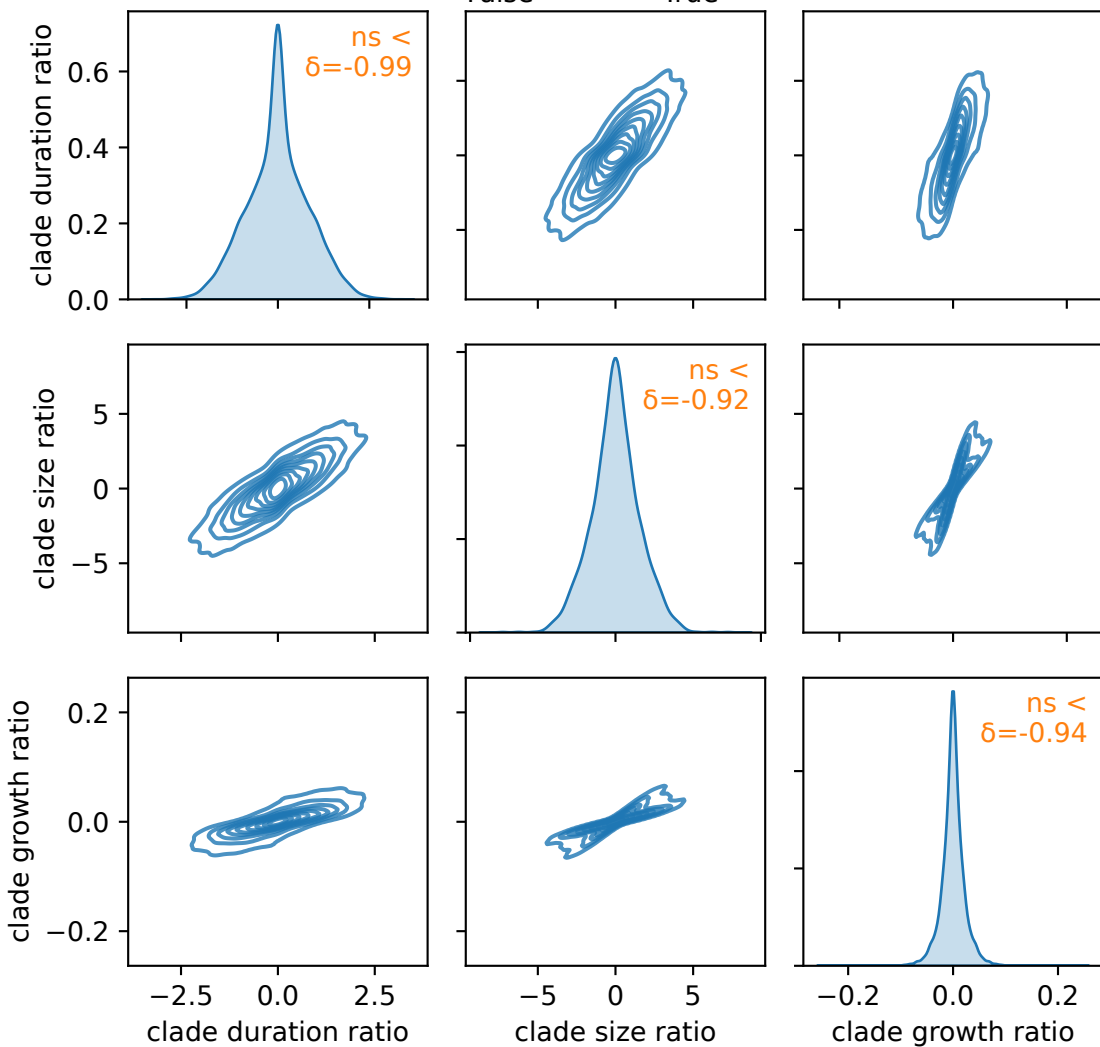 clade duration ratio
0.6
0.4
0.2
0.0
ns <
δ=-0.99
clade size ratio
5
0
−5
ns <
δ=-0.92
clade growth ratio
0.2
0.0
−0.2
ns <
δ=-0.94
−2.5 0.0 2.5
clade duration ratio
−5 0 5
clade size ratio
−0.2 0.0 0.2
clade growth ratio